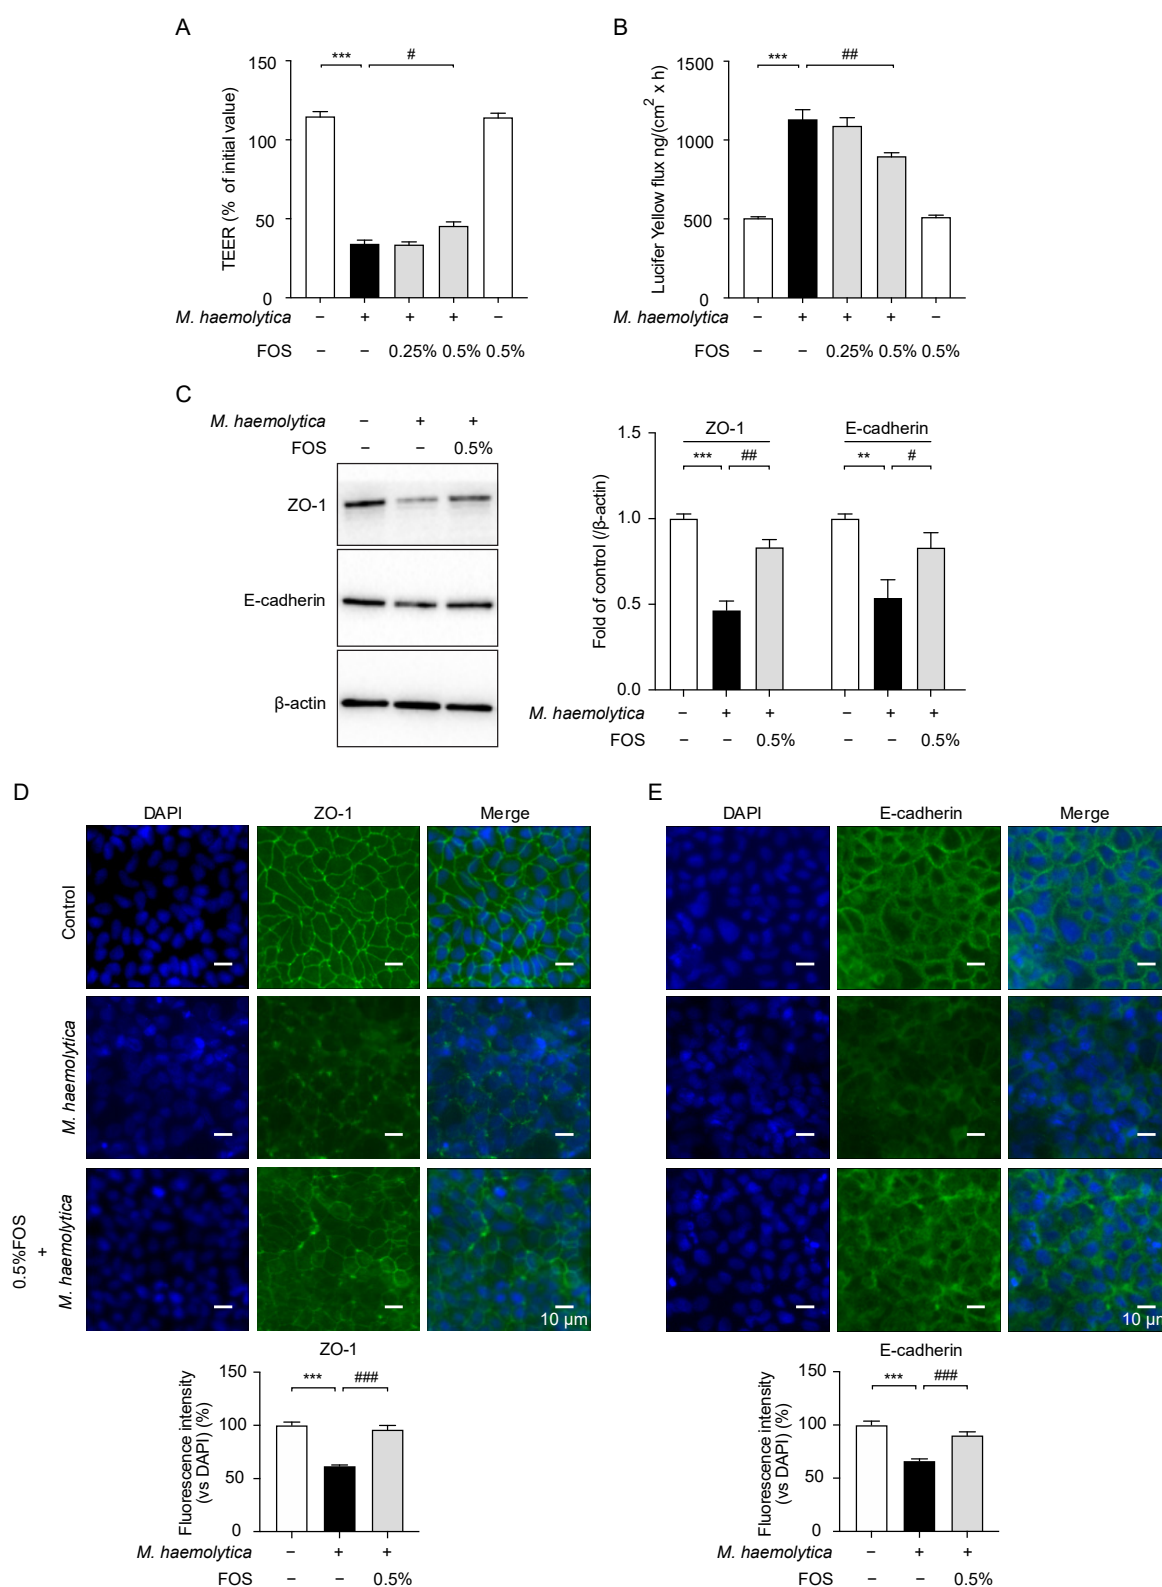 A
150
100
50
0
TEER (% of initial value)
***
#
M. haemolytica – + + + –
FOS – – 0.25% 0.5% 0.5%
B
1500
1000
500
0
Lucifer Yellow flux ng/(cm² x h)
***
##
– + + + –
FOS – – 0.25% 0.5% 0.5%
C
M. haemolytica – + +
FOS – – 0.5%
ZO-1
E-cadherin
β-actin
1.5
1.0
0.5
0.0
Fold of control (/β-actin)
ZO-1
E-cadherin
*** ## ** #
M. haemolytica – + + – + +
FOS – – 0.5% – – 0.5%
D
DAPI ZO-1 Merge
Control
M. haemolytica
0.5%FOS
+
M. haemolytica
10 μm
ZO-1
150
100
50
0
Fluorescence intensity
(vs DAPI) (%)
*** ###
M. haemolytica – + +
FOS – – 0.5%
E
DAPI E-cadherin Merge
10 μm
E-cadherin
150
100
50
0
Fluorescence intensity
(vs DAPI) (%)
*** ###
M. haemolytica – + +
FOS – – 0.5%